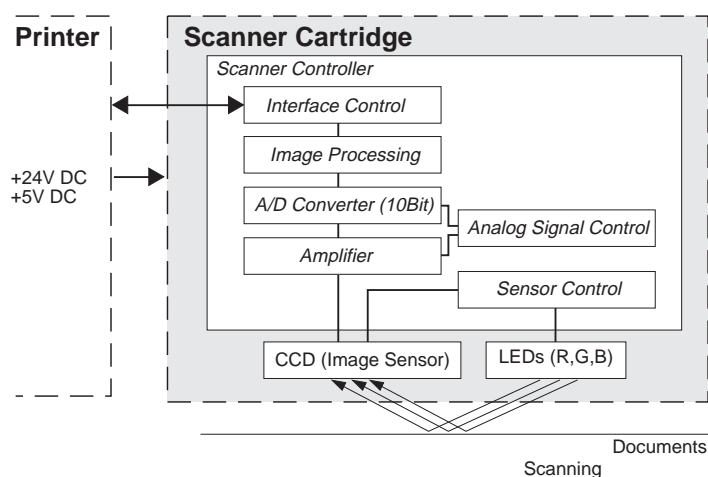 Printer
Scanner Cartridge
Scanner Controller
Interface Control
Image Processing
+24V DC
+5V DC
A/D Converter (10Bit)
Analog Signal Control
Amplifier
Sensor Control
CCD (Image Sensor)
LEDs (R,G,B)
Documents
Scanning